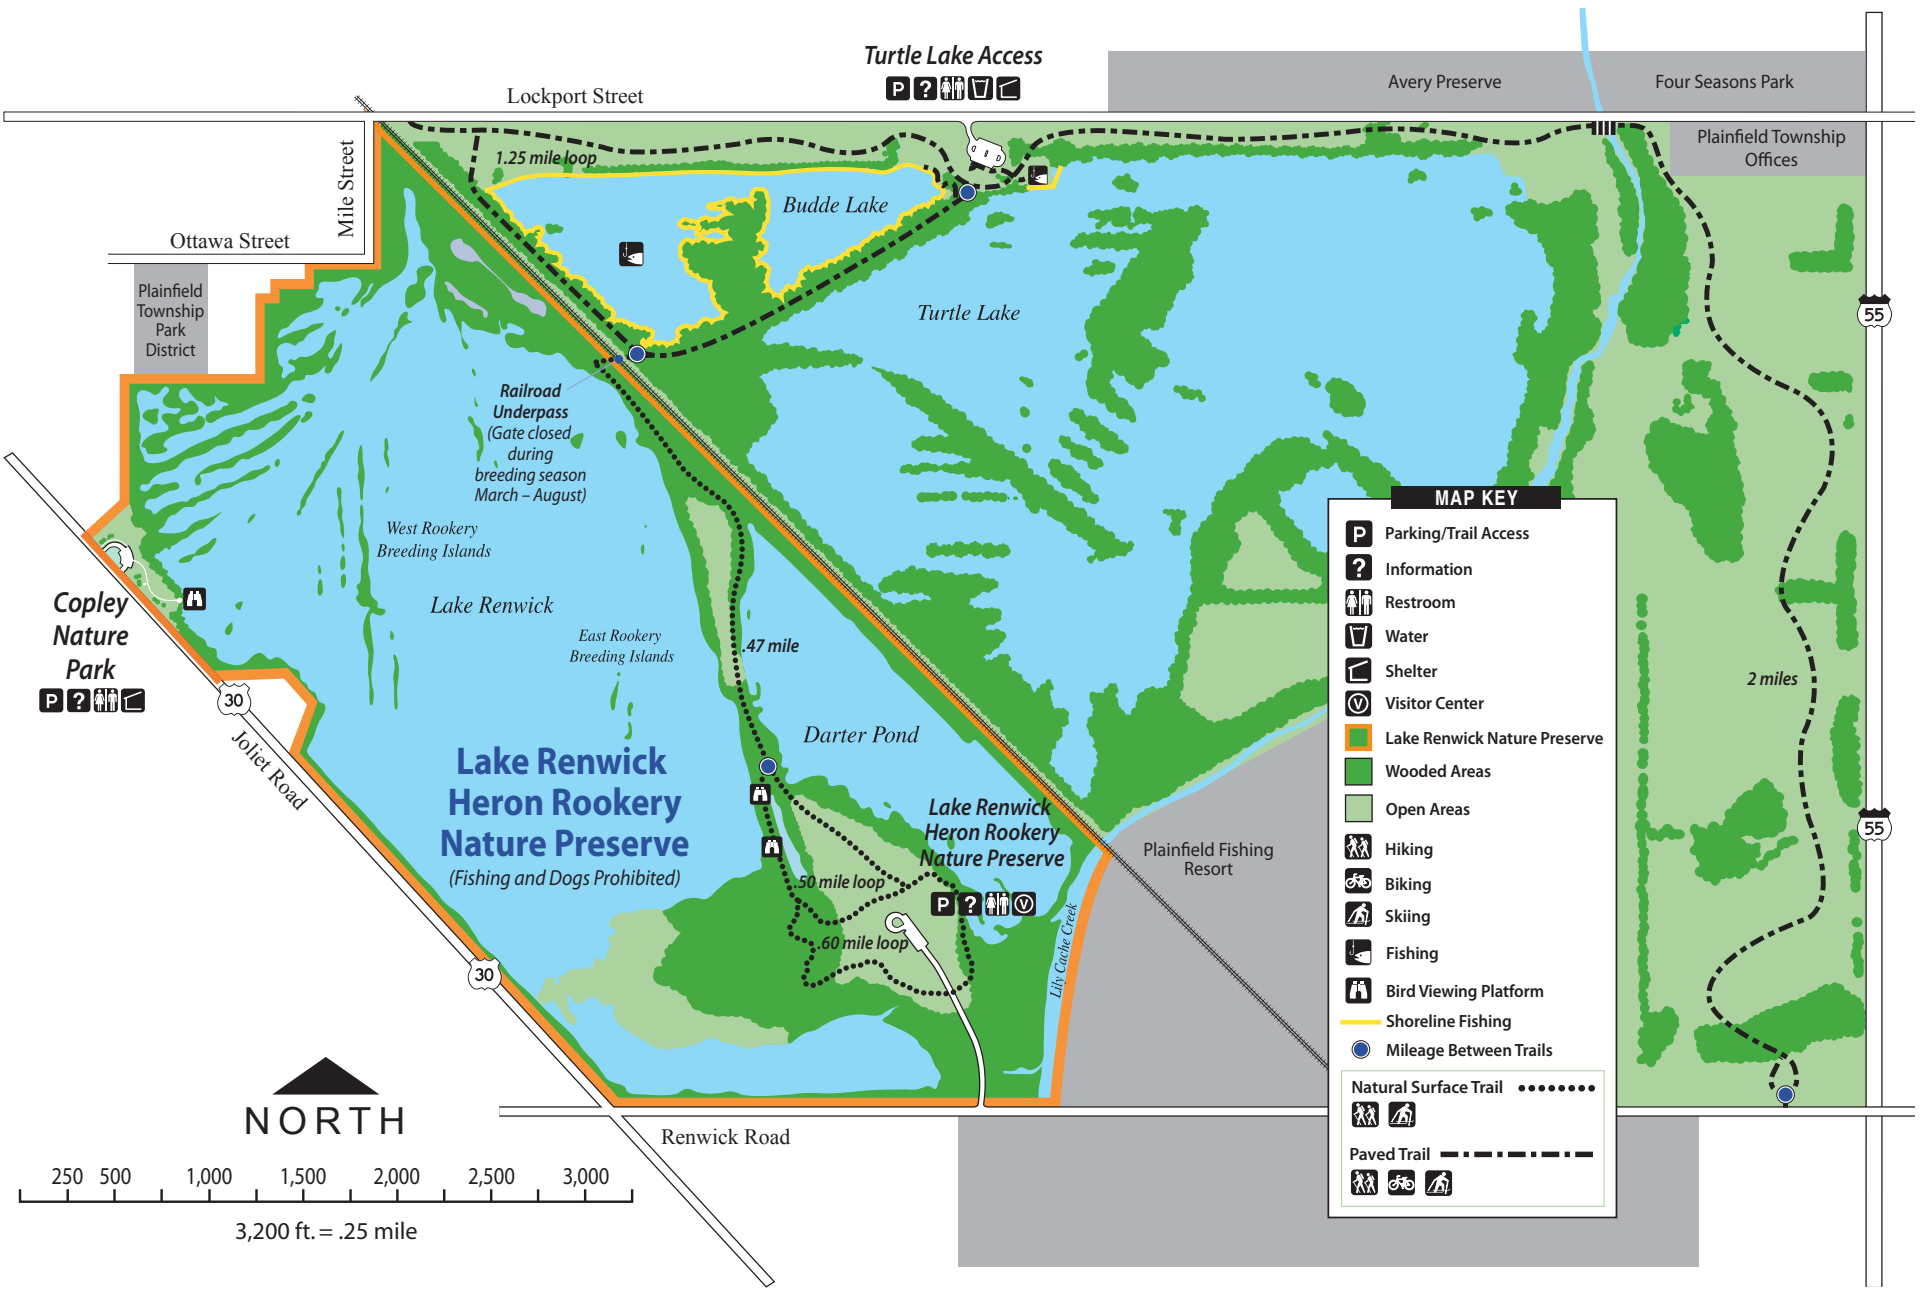 Turtle Lake Access
P ?
Avery Preserve
Four Seasons Park
Lockport Street
Plainfield Township
Offices
Mile Street
1.25 mile loop
Budde Lake
Ottawa Street
Plainfield
Township
Park
District
Turtle Lake
55
Railroad
Underpass
(Gate closed
during
breeding season
March – August)
West Rookery
Breeding Islands
Lake Renwick
East Rookery
Breeding Islands
.47 mile
Copley
Nature
Park
P ?
30
Joliet Road
Darter Pond
Lake Renwick
Heron Rookery
Nature Preserve
(Fishing and Dogs Prohibited)
Lake Renwick
Heron Rookery
Nature Preserve
P ? V
.50 mile loop
.60 mile loop
Lily Cache Creek
Plainfield Fishing
Resort
30
2 miles
55
MAP KEY
P Parking/Trail Access
? Information
Restroom
Water
Shelter
V Visitor Center
Lake Renwick Nature Preserve
Wooded Areas
Open Areas
Hiking
Biking
Skiing
Fishing
Bird Viewing Platform
Shoreline Fishing
Mileage Between Trails
Natural Surface Trail
Paved Trail
Renwick Road
NORTH
250 500 1,000 1,500 2,000 2,500 3,000
3,200 ft. = .25 mile